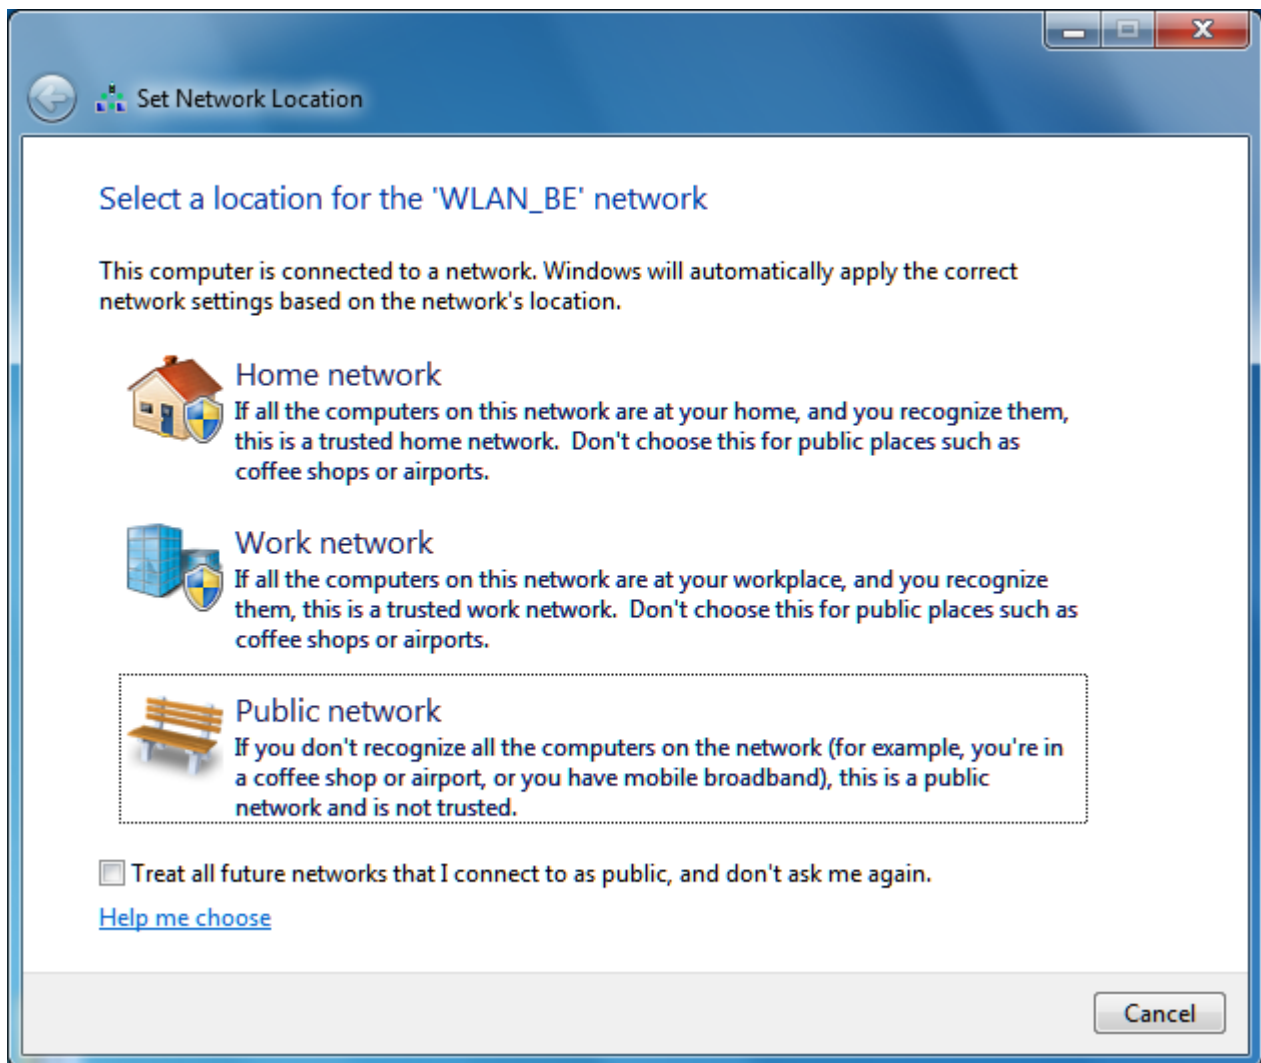 Set Network Location
Select a location for the 'WLAN_BE' network
This computer is connected to a network. Windows will automatically apply the correct
network settings based on the network's location.
Home network
If all the computers on this network are at your home, and you recognize them,
this is a trusted home network.  Don't choose this for public places such as
coffee shops or airports.
Work network
If all the computers on this network are at your workplace, and you recognize
them, this is a trusted work network.  Don't choose this for public places such as
coffee shops or airports.
Public network
If you don't recognize all the computers on the network (for example, you're in
a coffee shop or airport, or you have mobile broadband), this is a public
network and is not trusted.
Treat all future networks that I connect to as public, and don't ask me again.
Help me choose
Cancel